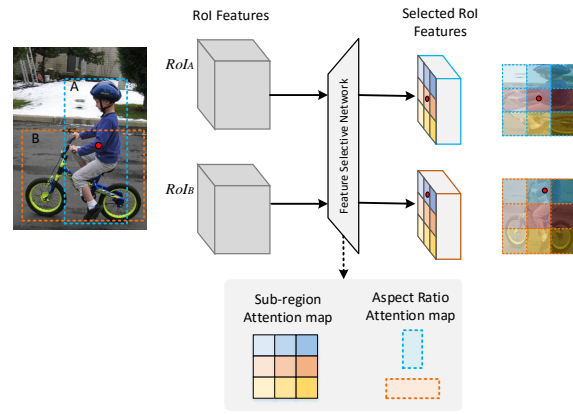 RoI Features
Selected RoI
Features
A
B
RoIA
RoIB
Feature Selective Network
Sub-region
Attention map
Aspect Ratio
Attention map